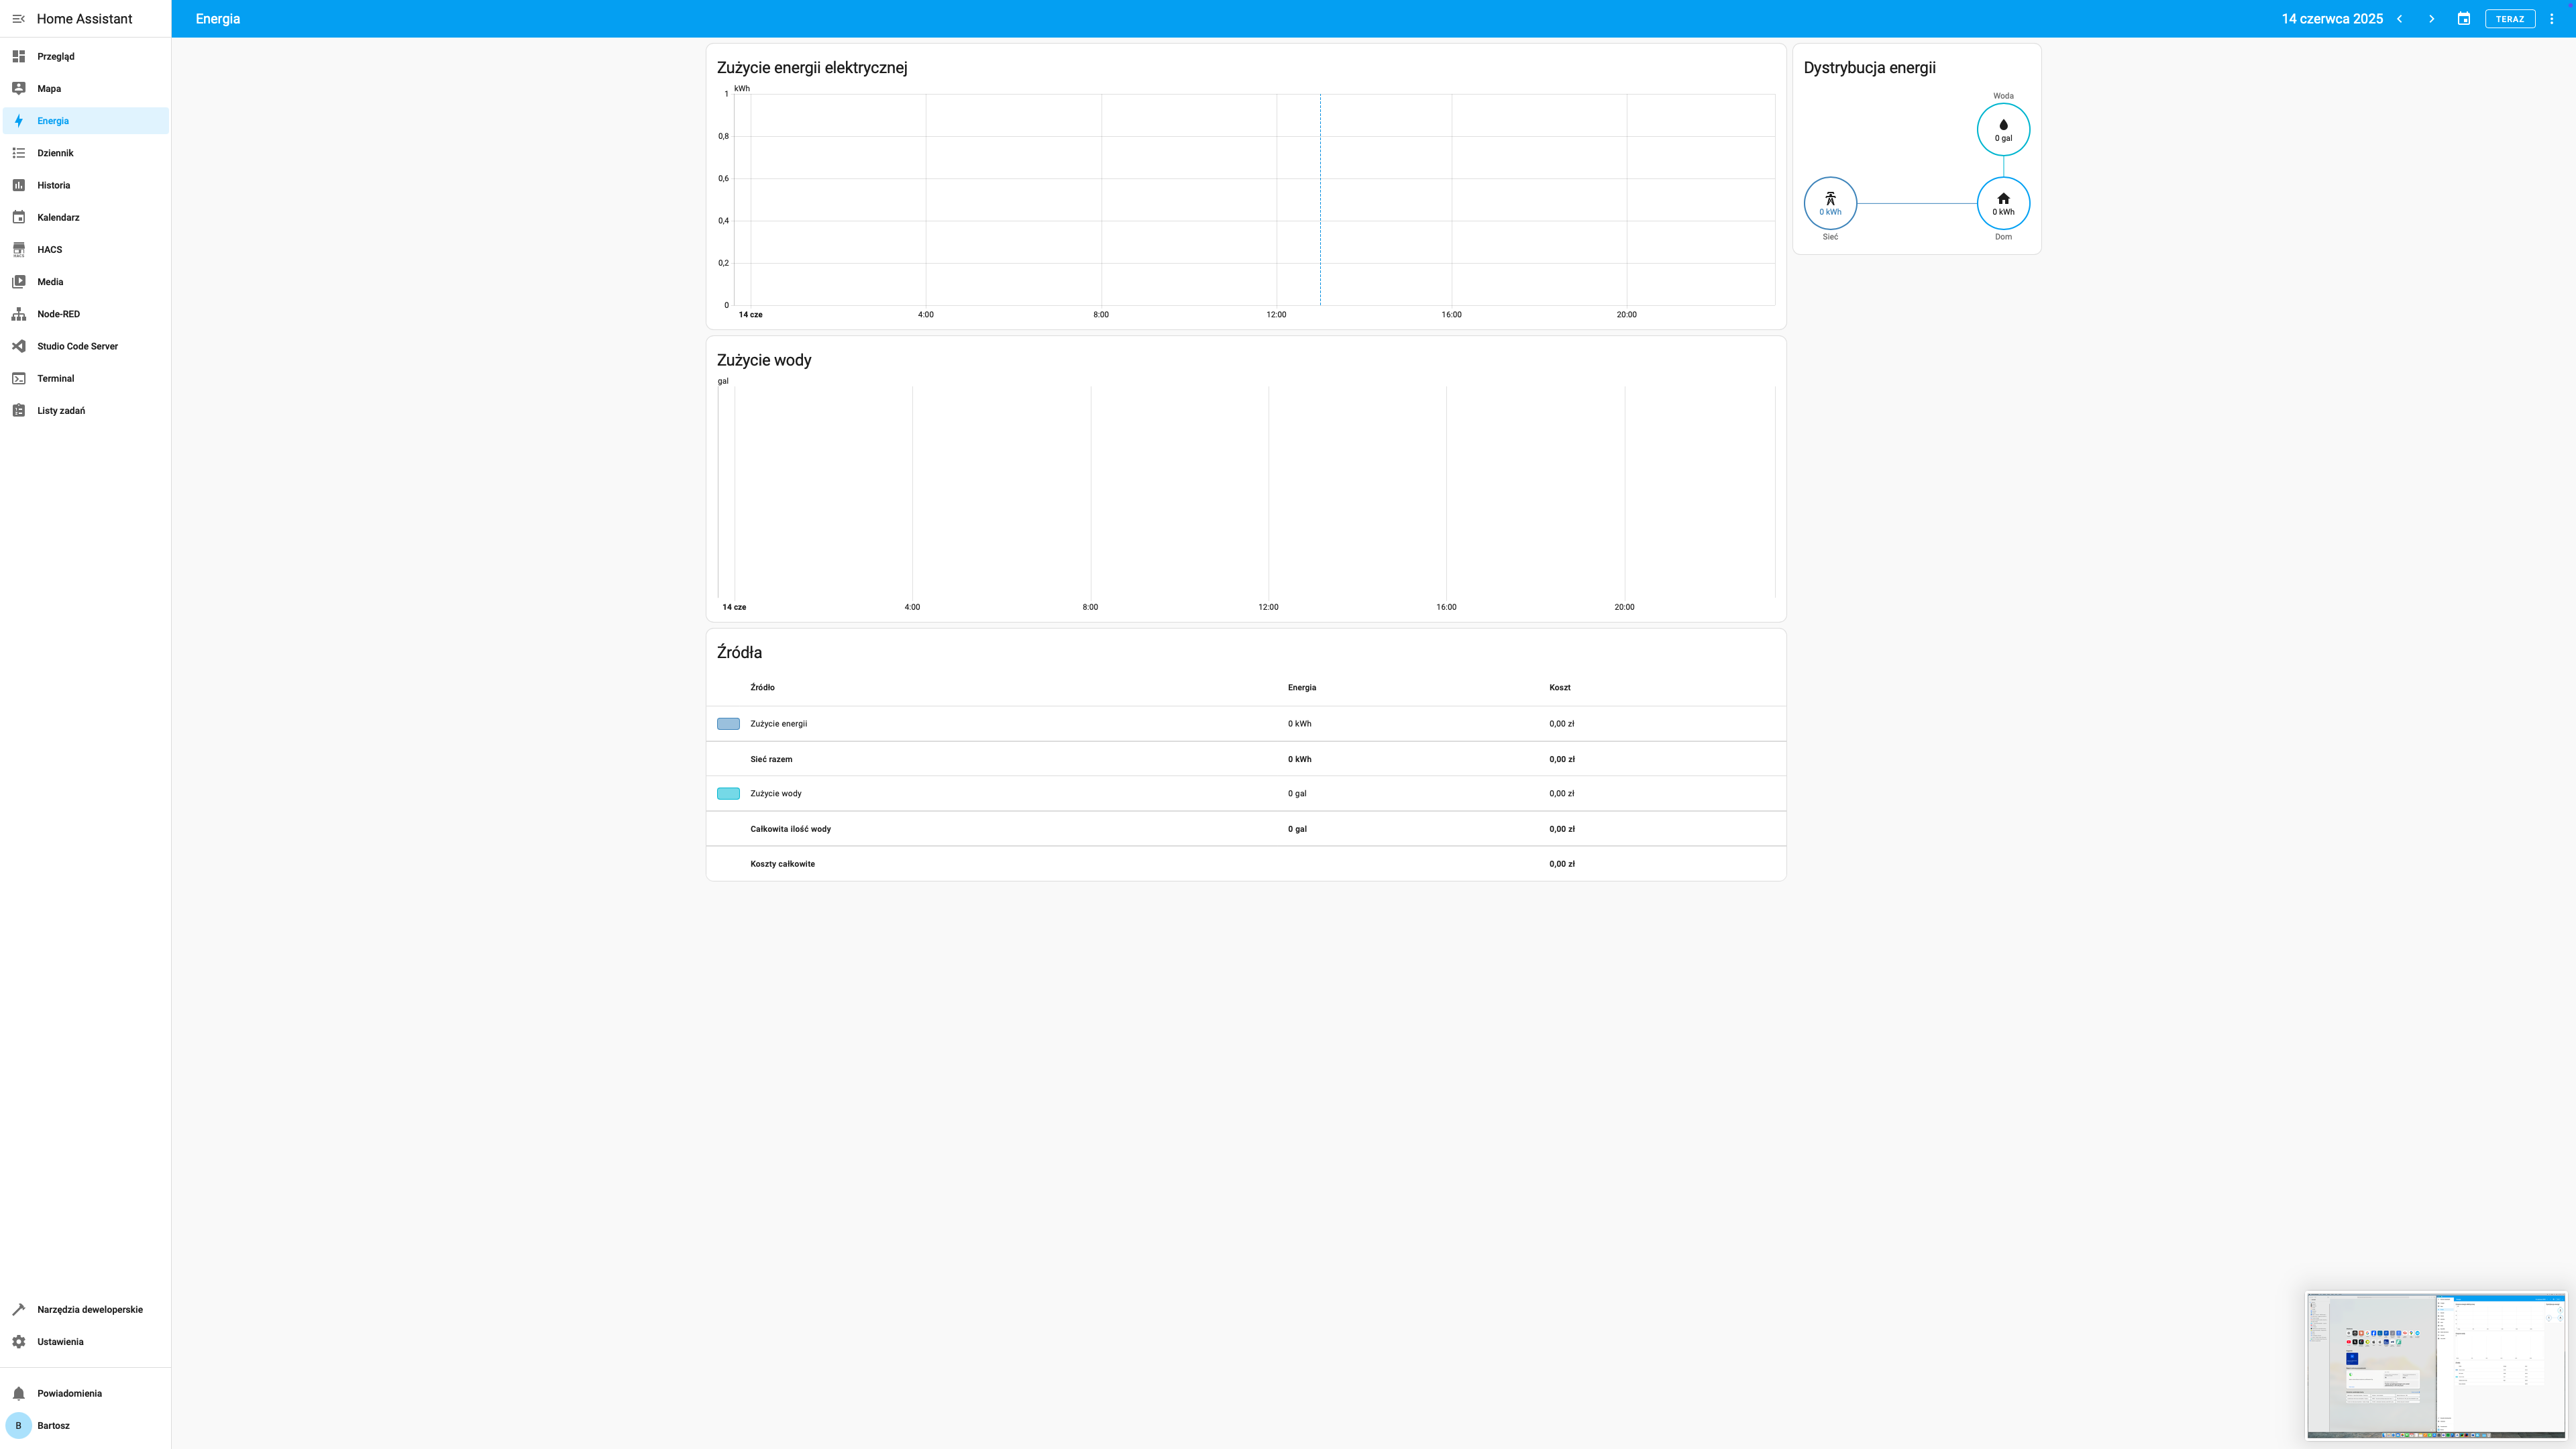 Home Assistant
Przegląd
Mapa
Energia
Dziennik
Historia
Kalendarz
HACS
HACS
Media
Node-RED
Studio Code Server
Terminal
Listy zadań
Narzędzia deweloperskie
Ustawienia
Powiadomienia
B Bartosz
Energia
14 czerwca 2025
TERAZ
Zużycie energii elektrycznej
kWh
1
0,8
0,6
0,4
0,2
0
14 cze 4:00 8:00 12:00 16:00 20:00
Zużycie wody
gal
14 cze 4:00 8:00 12:00 16:00 20:00
Źródła
Źródło Energia Koszt
Zużycie energii 0 kWh 0,00 zł
Sieć razem 0 kWh 0,00 zł
Zużycie wody 0 gal 0,00 zł
Całkowita ilość wody 0 gal 0,00 zł
Koszty całkowite 0,00 zł
Dystrybucja energii
Woda
0 gal
0 kWh 0 kWh
Sieć Dom